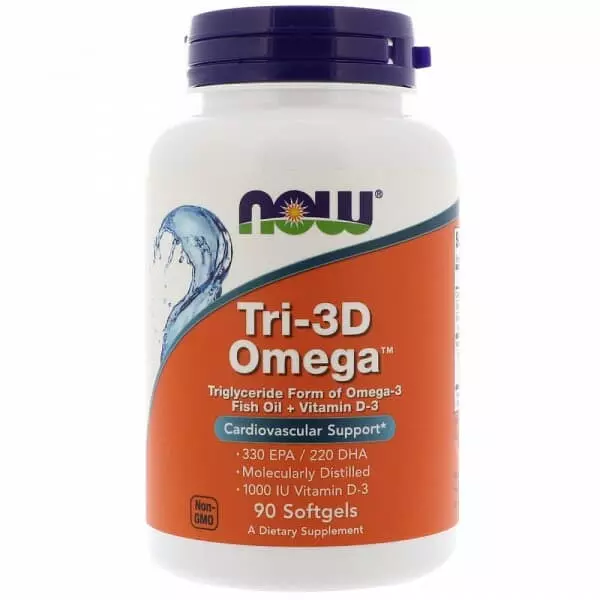 NOW®
Tri-3D
Omega™
Triglyceride Form of Omega-3
Fish Oil + Vitamin D-3
Cardiovascular Support*
• 330 EPA / 220 DHA
• Molecularly Distilled
• 1000 IU Vitamin D-3
Non-
GMO
90 Softgels
A Dietary Supplement